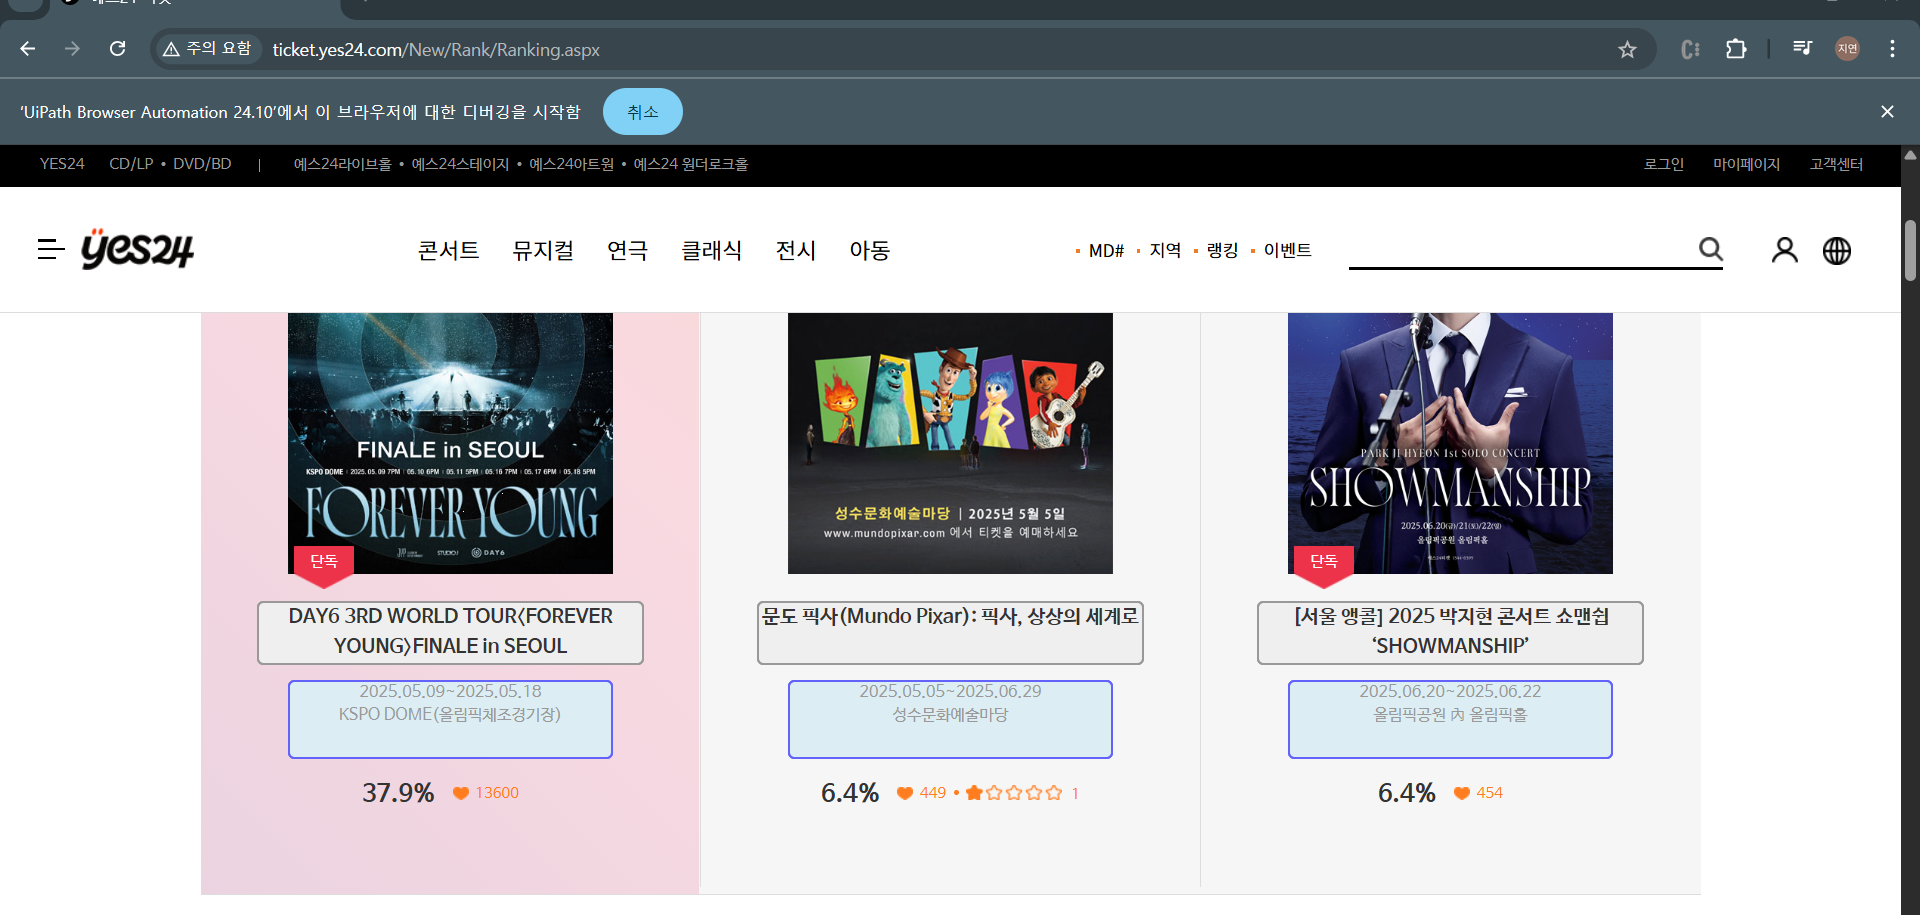 주의 요함
ticket.yes24.com/New/Rank/Ranking.aspx
지연
'UiPath Browser Automation 24.10'에서 이 브라우저에 대한 디버깅을 시작함
취소
YES24 CD/LP • DVD/BD | 예스24라이브홀 • 예스24스테이지 • 예스24아트원 • 예스24 원더로크홀
로그인 마이페이지 고객센터
yes24
콘서트 뮤지컬 연극 클래식 전시 아동
MD# 지역 랭킹 이벤트
FINALE in SEOUL
KSPO DOME | 2025. 05. 09 7PM | 05. 10 6PM | 05. 11 5PM | 05. 16 7PM | 05. 17 6PM | 05. 18 5PM
FOREVER YOUNG
STUDIO J DAY6
단독
DAY6 3RD WORLD TOUR〈FOREVER
YOUNG〉FINALE in SEOUL
2025.05.09~2025.05.18
KSPO DOME(올림픽체조경기장)
37.9% 13600
성수문화예술마당 | 2025년 5월 5일
www.mundopixar.com 에서 티켓을 예매하세요
문도 픽사(Mundo Pixar): 픽사, 상상의 세계로
2025.05.05~2025.06.29
성수문화예술마당
6.4% 449 • 1
PARK JI HYEON 1st SOLO CONCERT
SHOWMANSHIP
2025.06.20(금)/21(토)/22(일)
올림픽공원 올림픽홀
단독
[서울 앵콜] 2025 박지현 콘서트 쇼맨쉽
‘SHOWMANSHIP’
2025.06.20~2025.06.22
올림픽공원 內 올림픽홀
6.4% 454